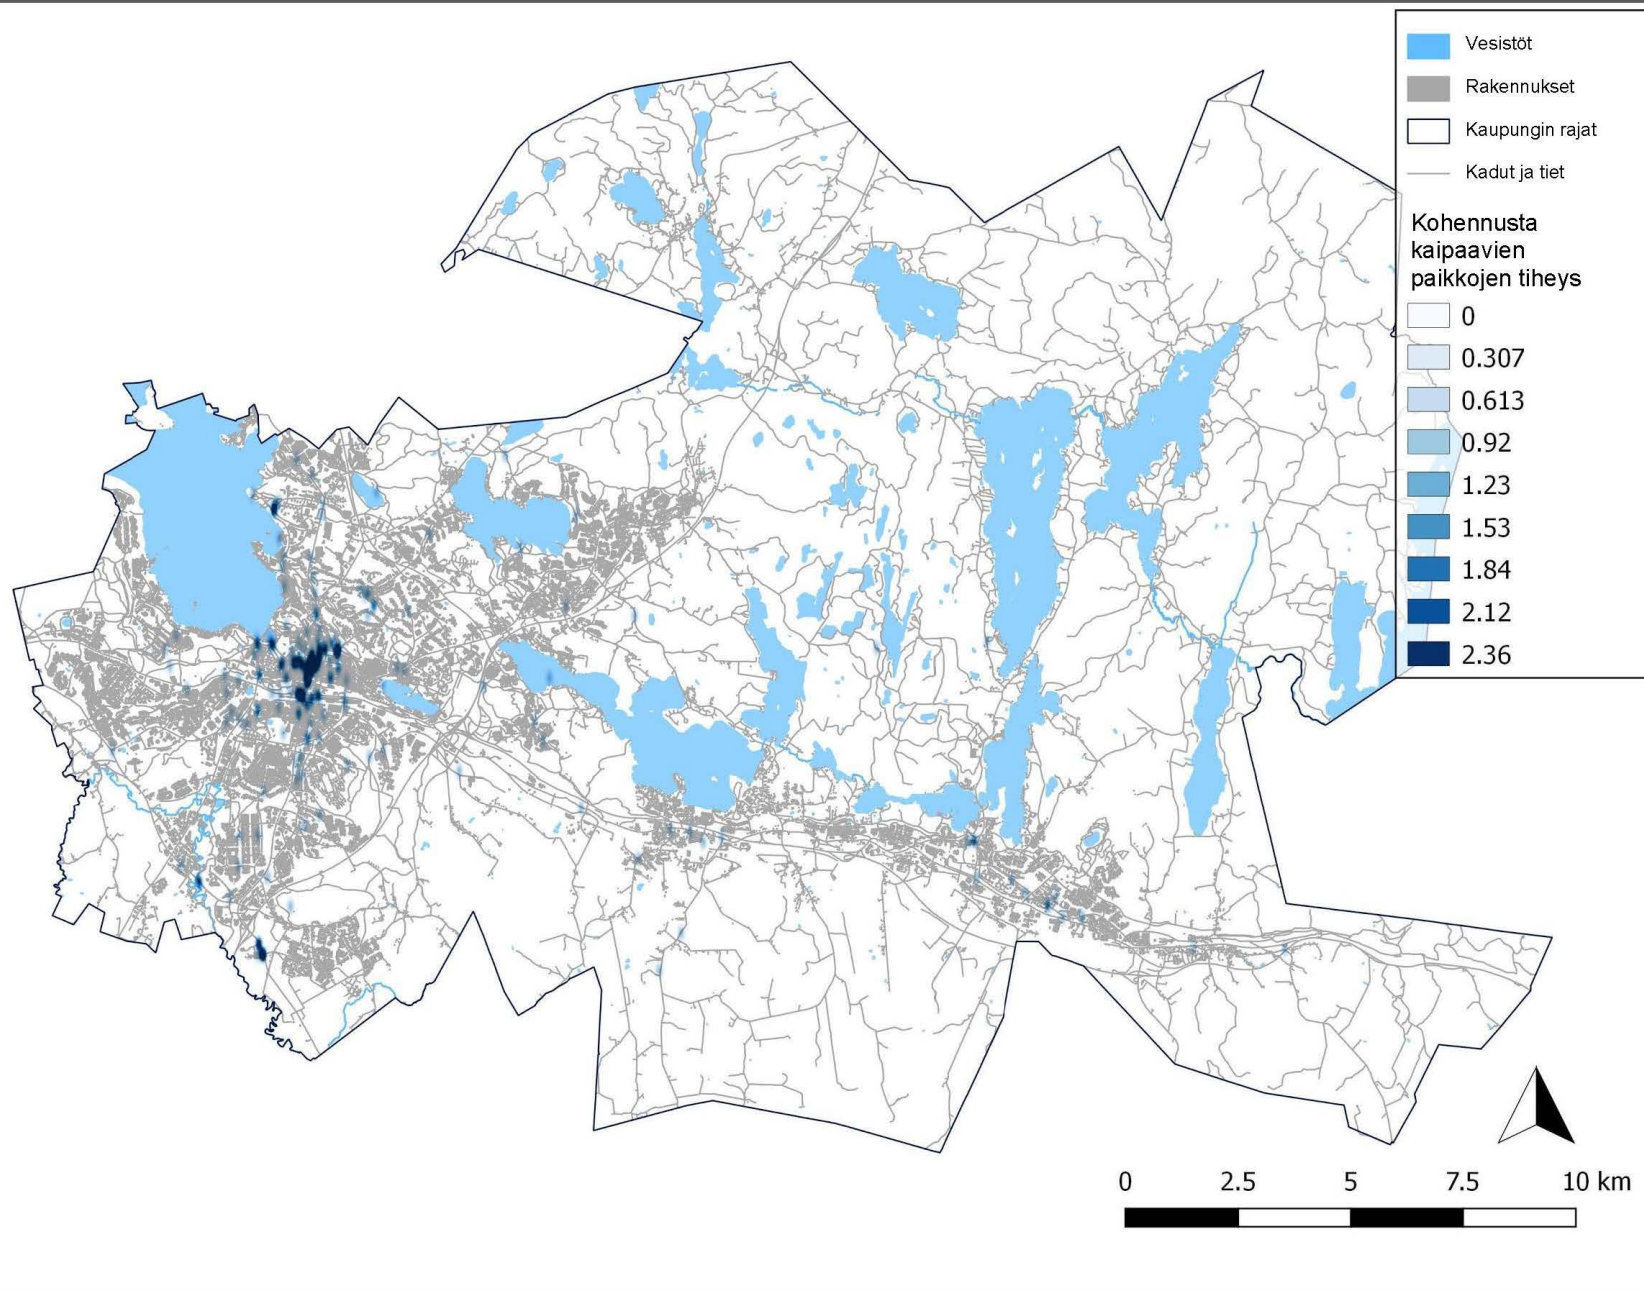 Vesistöt
Rakennukset
Kaupungin rajat
Kadut ja tiet
Kohennusta
kaipaavien
paikkojen tiheys
0
0.307
0.613
0.92
1.23
1.53
1.84
2.12
2.36
0 2.5 5 7.5 10 km